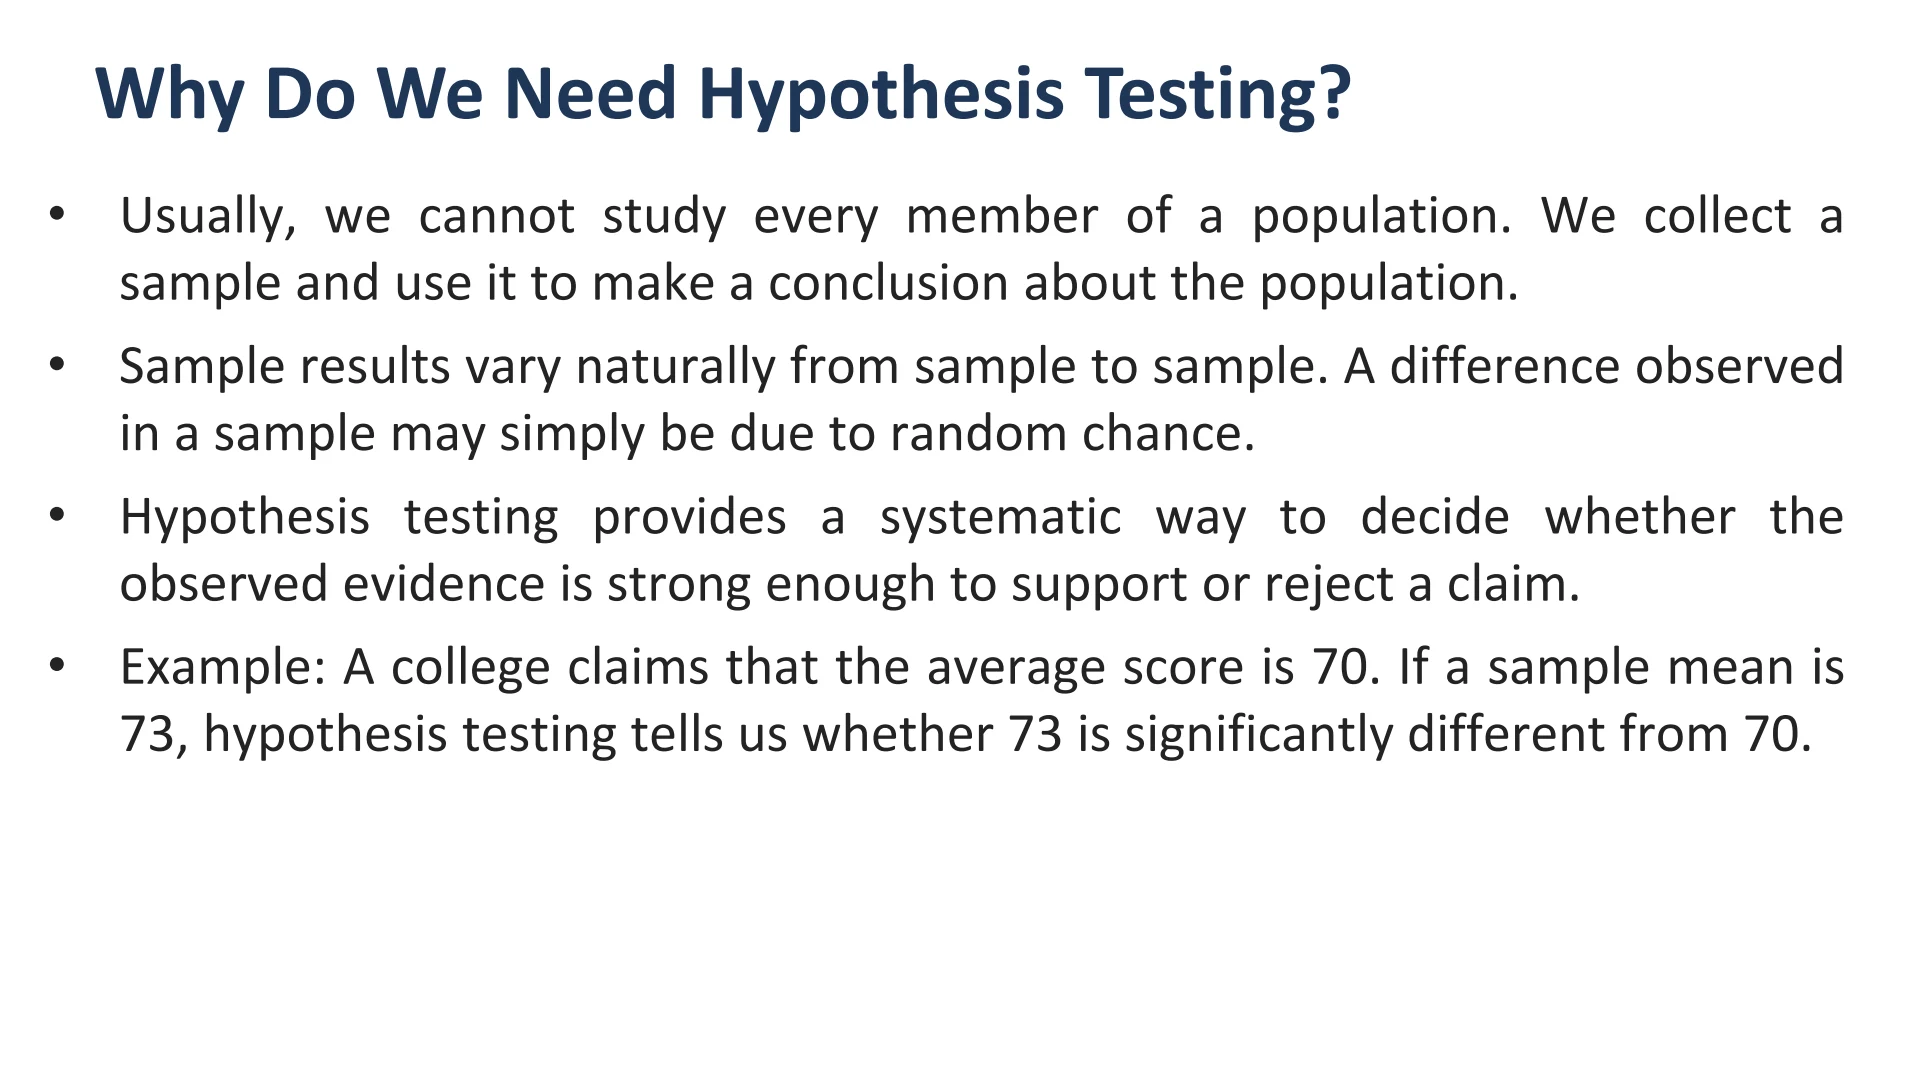 Why Do We Need Hypothesis Testing?
• Usually, we cannot study every member of a population. We collect a
sample and use it to make a conclusion about the population.
• Sample results vary naturally from sample to sample. A difference observed
in a sample may simply be due to random chance.
• Hypothesis testing provides a systematic way to decide whether the
observed evidence is strong enough to support or reject a claim.
• Example: A college claims that the average score is 70. If a sample mean is
73, hypothesis testing tells us whether 73 is significantly different from 70.